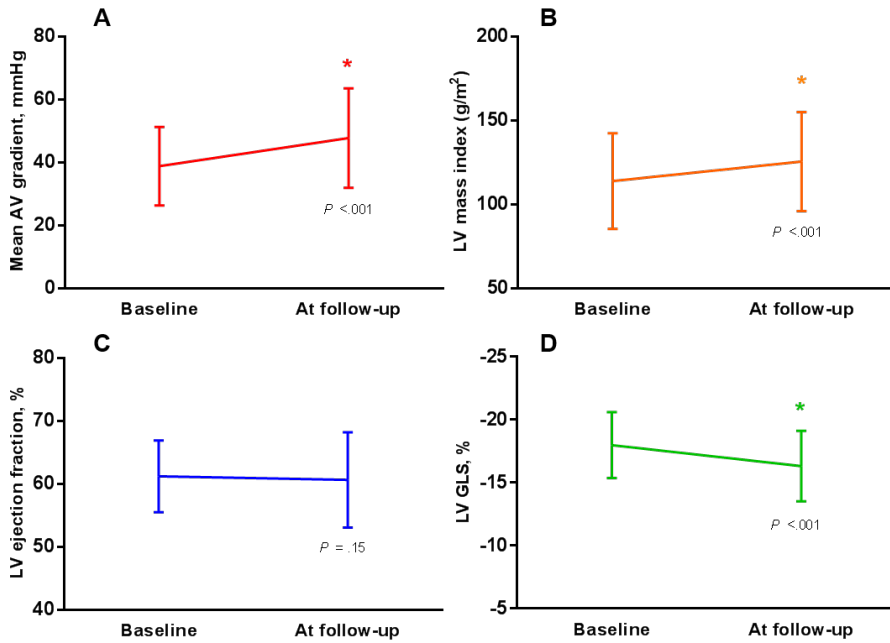 A
Mean AV gradient, mmHg
80
60
40
20
0
*
P <.001
Baseline
At follow-up
B
LV mass index (g/m²)
200
150
100
50
*
P <.001
Baseline
At follow-up
C
LV ejection fraction, %
80
70
60
50
40
P = .15
Baseline
At follow-up
D
LV GLS, %
-25
-20
-15
-10
-5
*
P <.001
Baseline
At follow-up